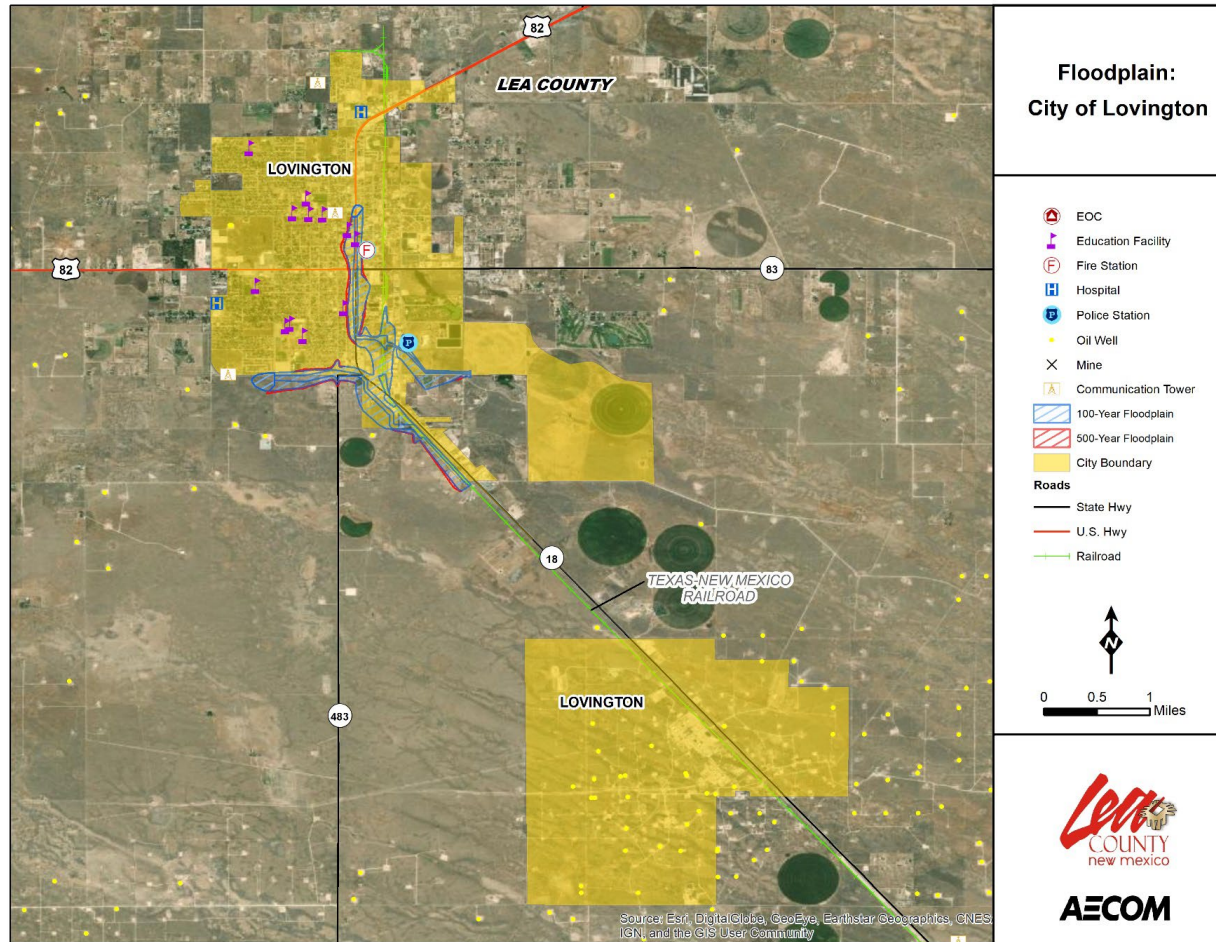 Floodplain:
City of Lovington
82
LEA COUNTY
LOVINGTON
82
83
F
H
H
P
18
TEXAS-NEW MEXICO
RAILROAD
LOVINGTON
483
Source: Esri, DigitalGlobe, GeoEye, Earthstar Geographics, CNES
IGN, and the GIS User Community
EOC
Education Facility
F Fire Station
H Hospital
P Police Station
Oil Well
Mine
Communication Tower
100-Year Floodplain
500-Year Floodplain
City Boundary
Roads
State Hwy
U.S. Hwy
Railroad
N
0 0.5 1
Miles
Lea
COUNTY
new mexico
AECOM